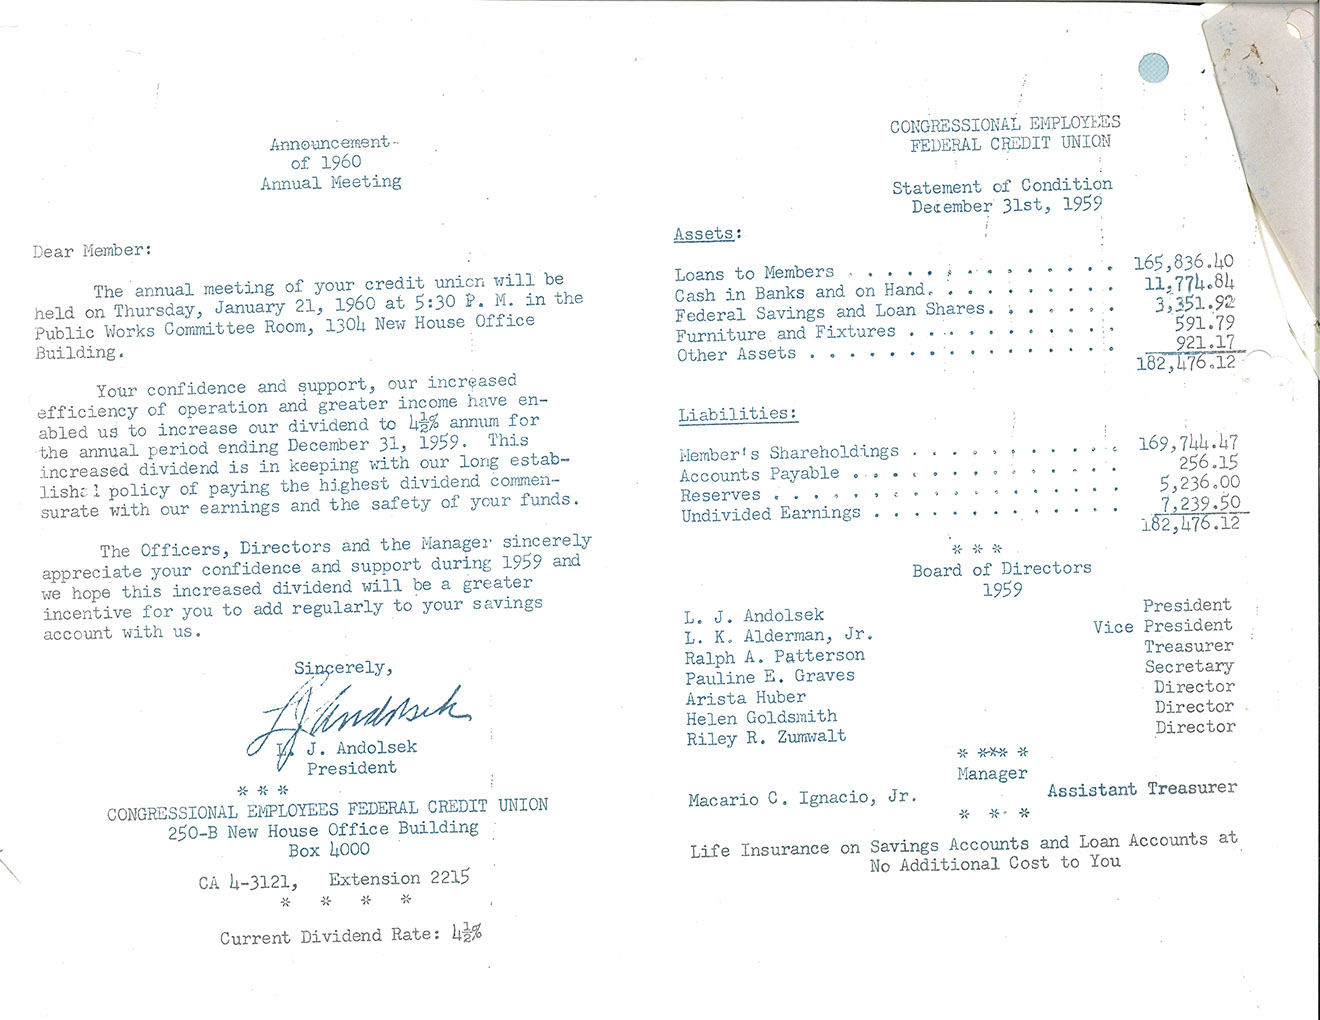 Announcement
of 1960
Annual Meeting
Dear Member:
The annual meeting of your credit union will be
held on Thursday, January 21, 1960 at 5:30 P. M. in the
Public Works Committee Room, 1304 New House Office
Building.
Your confidence and support, our increased
efficiency of operation and greater income have en-
abled us to increase our dividend to 4½% annum for
the annual period ending December 31, 1959. This
increased dividend is in keeping with our long estab-
lished policy of paying the highest dividend commen-
surate with our earnings and the safety of your funds.
The Officers, Directors and the Manager sincerely
appreciate your confidence and support during 1959 and
we hope this increased dividend will be a greater
incentive for you to add regularly to your savings
account with us.
Sincerely,
L J Andolsek
L. J. Andolsek
President
* * *
CONGRESSIONAL EMPLOYEES FEDERAL CREDIT UNION
250-B New House Office Building
Box 4000
CA 4-3121, Extension 2215
* * * *
Current Dividend Rate: 4½%
CONGRESSIONAL EMPLOYEES
FEDERAL CREDIT UNION
Statement of Condition
December 31st, 1959
Assets:
Loans to Members . . . . . . . . . . . . . 165,836.40
Cash in Banks and on Hand. . . . . . . . . 11,774.84
Federal Savings and Loan Shares. . . . . . 3,351.92
Furniture and Fixtures . . . . . . . . . . 591.79
Other Assets . . . . . . . . . . . . . . . 921.17
182,476.12
Liabilities:
Member's Shareholdings . . . . . . . . . . 169,744.47
Accounts Payable . . . . . . . . . . . . . 256.15
Reserves . . . . . . . . . . . . . . . . . 5,236.00
Undivided Earnings . . . . . . . . . . . . 7,239.50
182,476.12
* * *
Board of Directors
1959
L. J. Andolsek President
L. K. Alderman, Jr. Vice President
Ralph A. Patterson Treasurer
Pauline E. Graves Secretary
Arista Huber Director
Helen Goldsmith Director
Riley R. Zumwalt Director
* *** *
Manager
Macario C. Ignacio, Jr. Assistant Treasurer
* * *
Life Insurance on Savings Accounts and Loan Accounts at
No Additional Cost to You